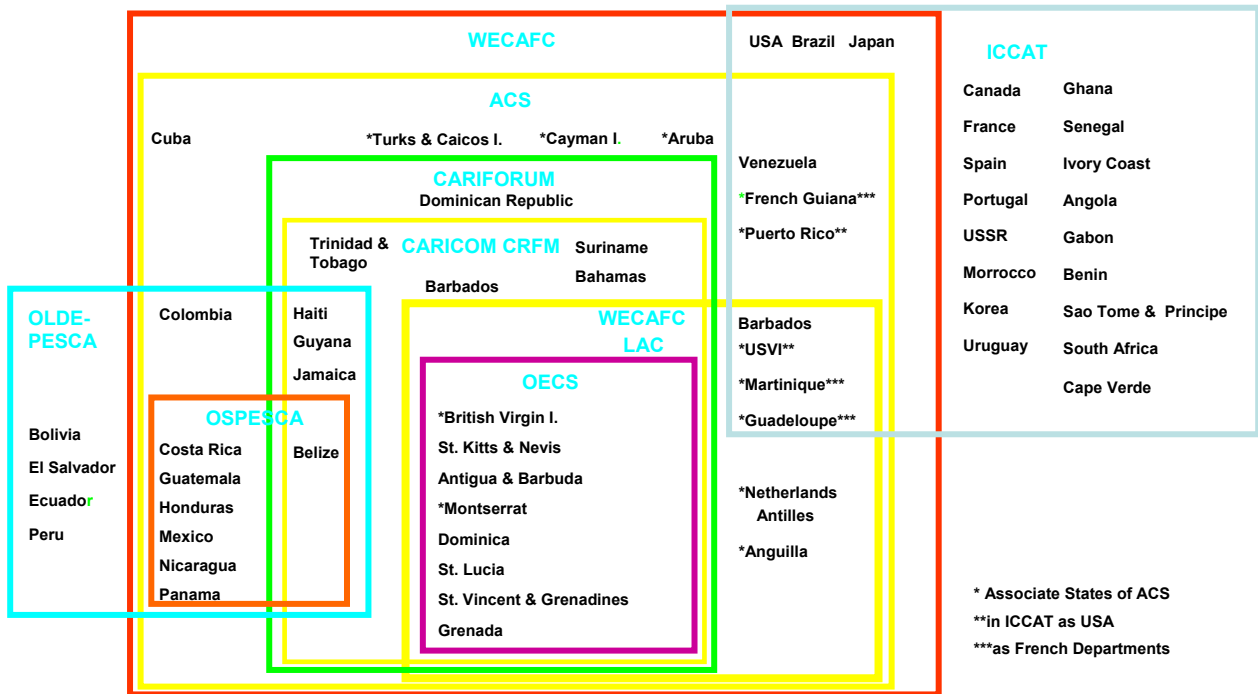 WECAFC
USA Brazil Japan
ICCAT
Canada
Ghana
ACS
Cuba
*Turks & Caicos I.
*Cayman I.
*Aruba
France
Senegal
Venezuela
Spain
Ivory Coast
CARIFORUM
Dominican Republic
*French Guiana***
Portugal
Angola
*Puerto Rico**
USSR
Gabon
Trinidad &
Tobago
CARICOM CRFM
Suriname
Bahamas
Barbados
Morrocco
Benin
OLDE-
PESCA
Colombia
Haiti
Guyana
Jamaica
WECAFC
LAC
Barbados
*USVI**
*Martinique***
*Guadeloupe***
Korea
Sao Tome & Principe
Uruguay
South Africa
Cape Verde
OECS
OSPESCA
Bolivia
El Salvador
Ecuador
Peru
Costa Rica
Guatemala
Honduras
Mexico
Nicaragua
Panama
Belize
*British Virgin I.
St. Kitts & Nevis
Antigua & Barbuda
*Montserrat
Dominica
St. Lucia
St. Vincent & Grenadines
Grenada
*Netherlands
Antilles
*Anguilla
* Associate States of ACS
**in ICCAT as USA
***as French Departments